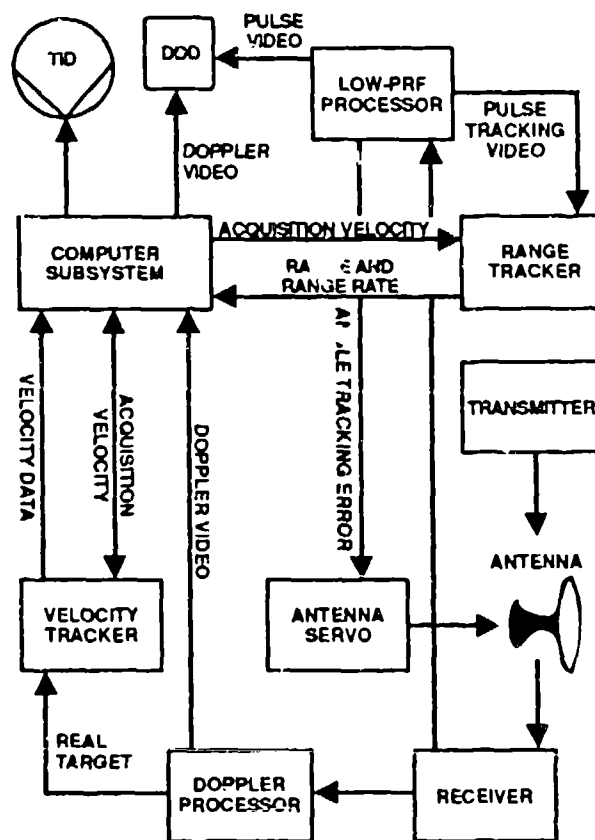 TID
DDD
PULSE
VIDEO
LOW-PRF
PROCESSOR
PULSE
TRACKING
VIDEO
DOPPLER
VIDEO
COMPUTER
SUBSYSTEM
ACQUISITION VELOCITY
AND
RANGE RATE
RANGE
TRACKER
TRANSMITTER
VELOCITY DATA
ACQUISITION
VELOCITY
DOPPLER VIDEO
TRACKING ERROR
ANTENNA
VELOCITY
TRACKER
ANTENNA
SERVO
REAL
TARGET
DOPPLER
PROCESSOR
RECEIVER